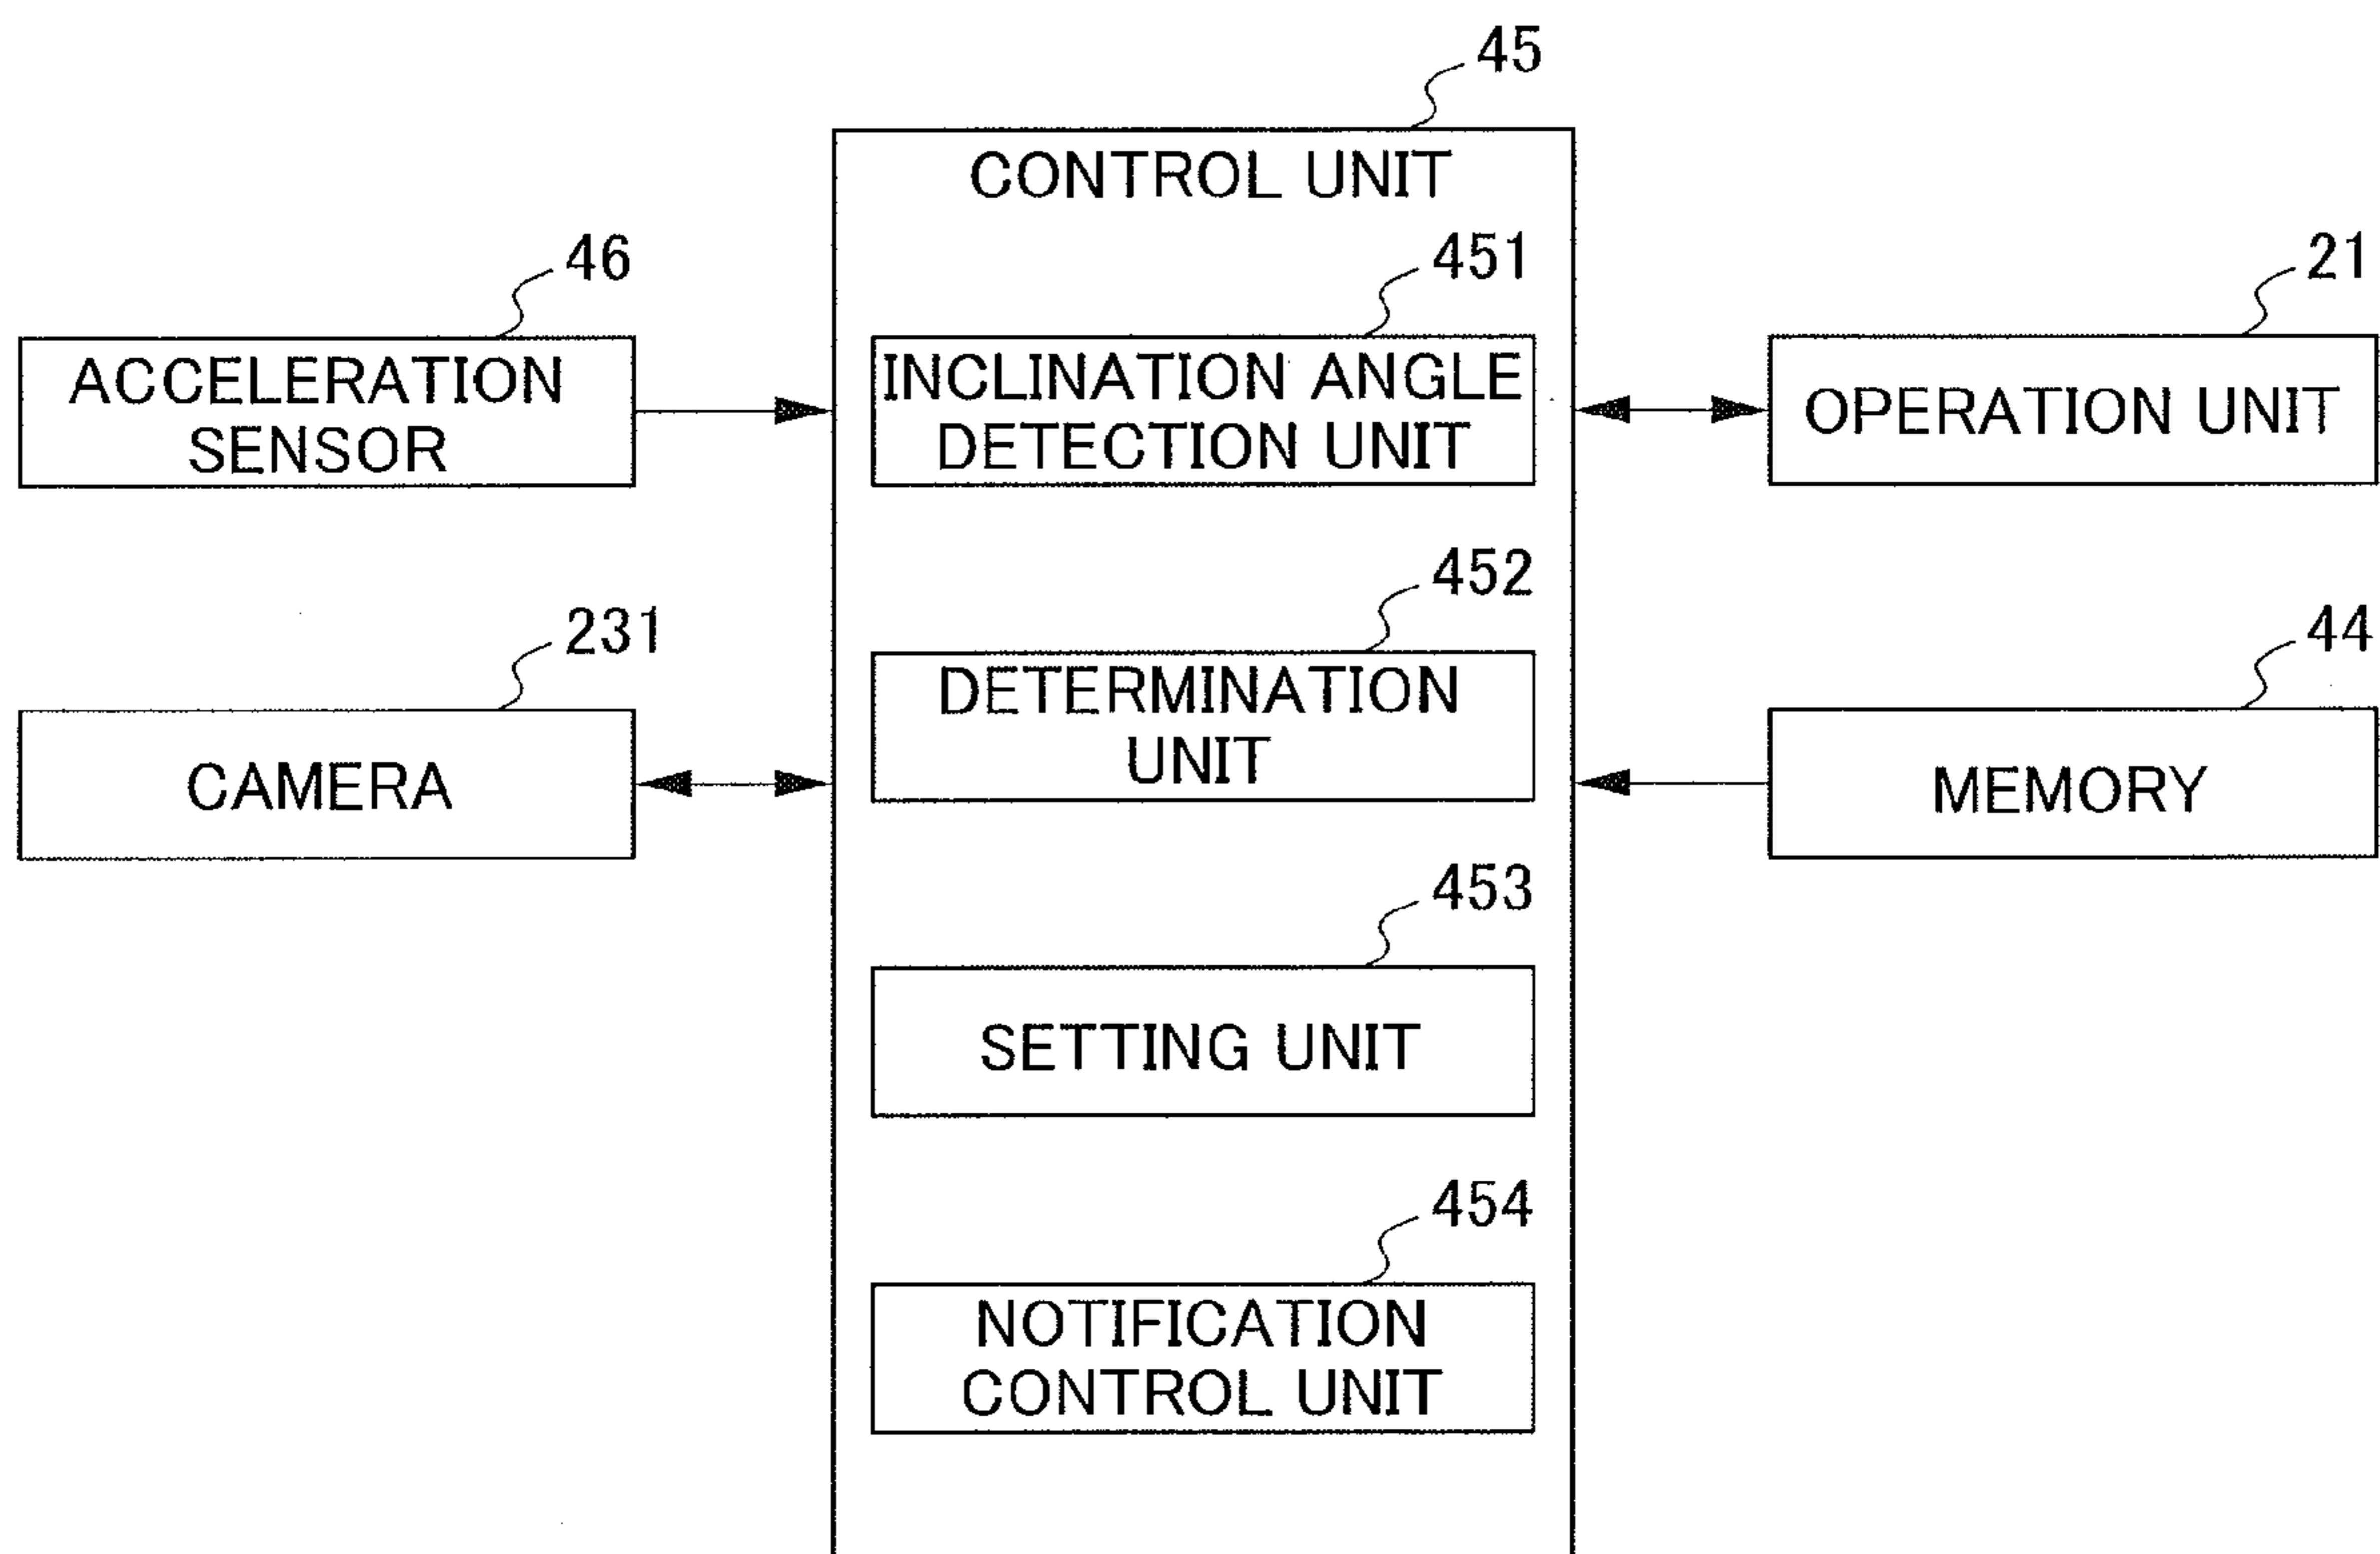 45
CONTROL UNIT
46
ACCELERATION
SENSOR
451
INCLINATION ANGLE
DETECTION UNIT
21
OPERATION UNIT
231
CAMERA
452
DETERMINATION
UNIT
44
MEMORY
453
SETTING UNIT
454
NOTIFICATION
CONTROL UNIT